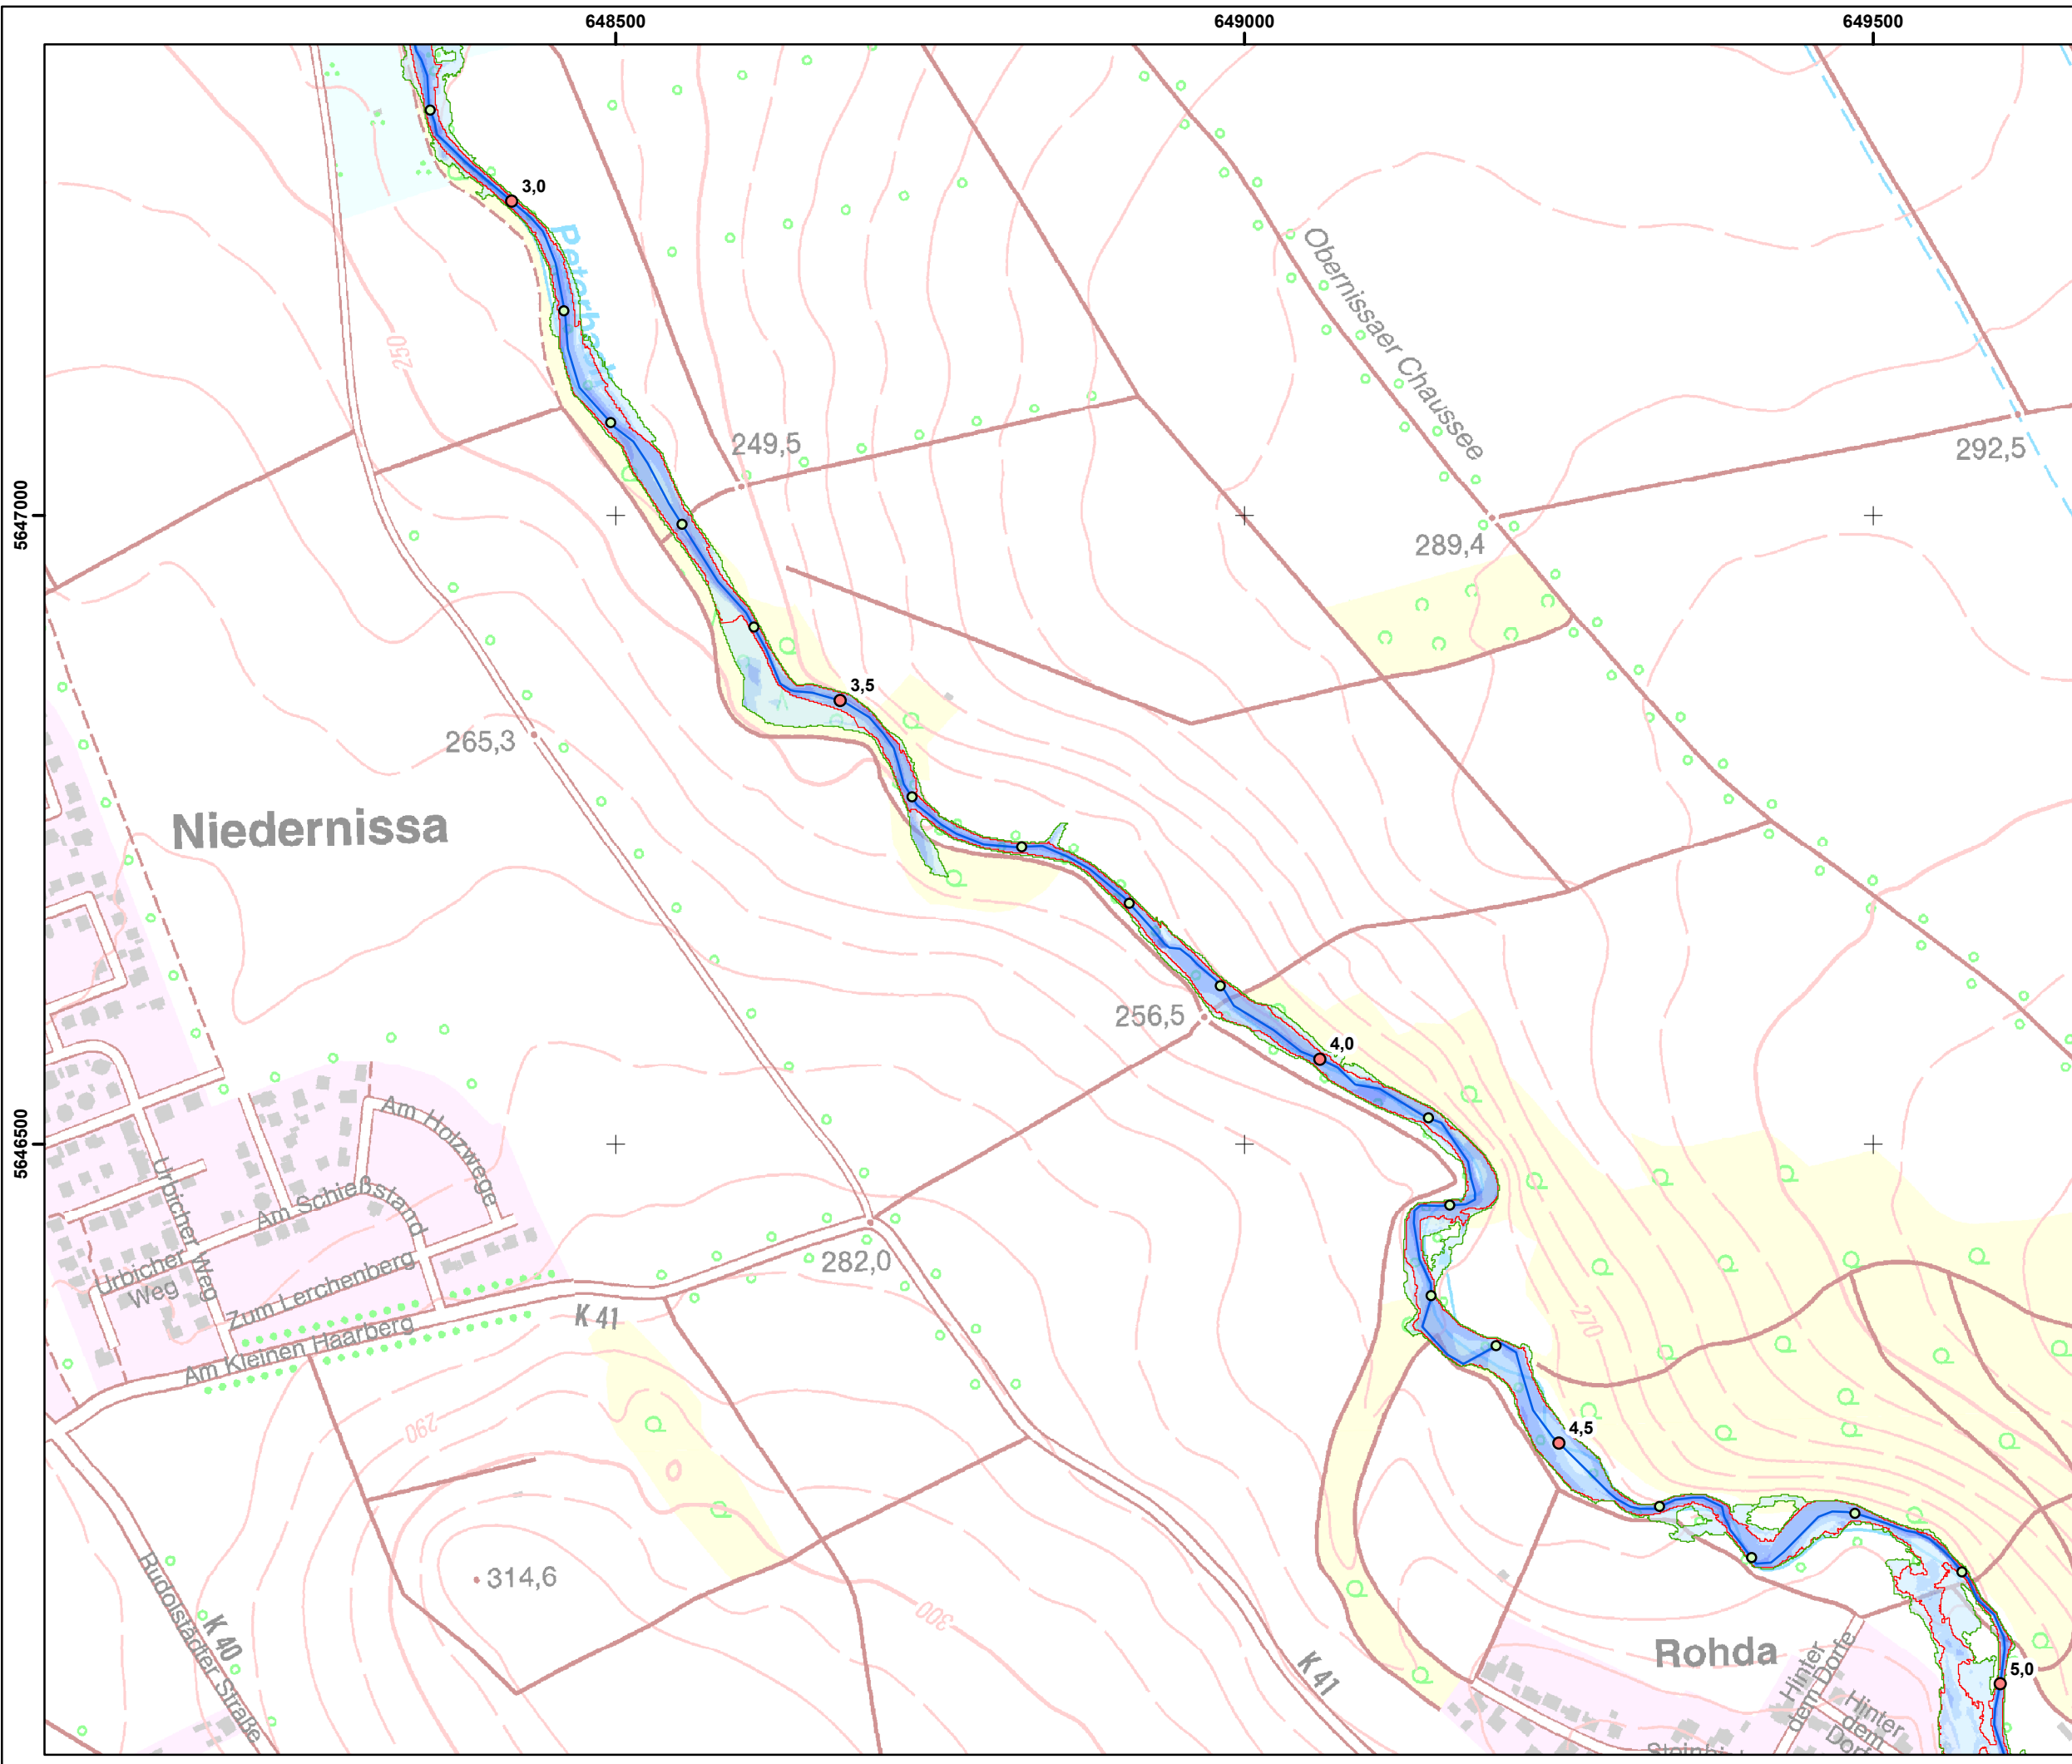 648500
649000
649500
3,0
Peterbach
Obernissaer Chaussee
250
249,5
292,5
5647000
289,4
3,5
265,3
Niedernissa
256,5
4,0
5646500
Am Holzwege
Urbicher Weg
Am Schießstand
282,0
Urbicher
Weg
Zum Lerchenberg
K 41
Am Kleinen Haarberg
270
290
4,5
314,6
300
Rudolstädter Straße
K 40
K 41
Rohda
Hinter
dem Dorfe
5,0
Hinter
dem